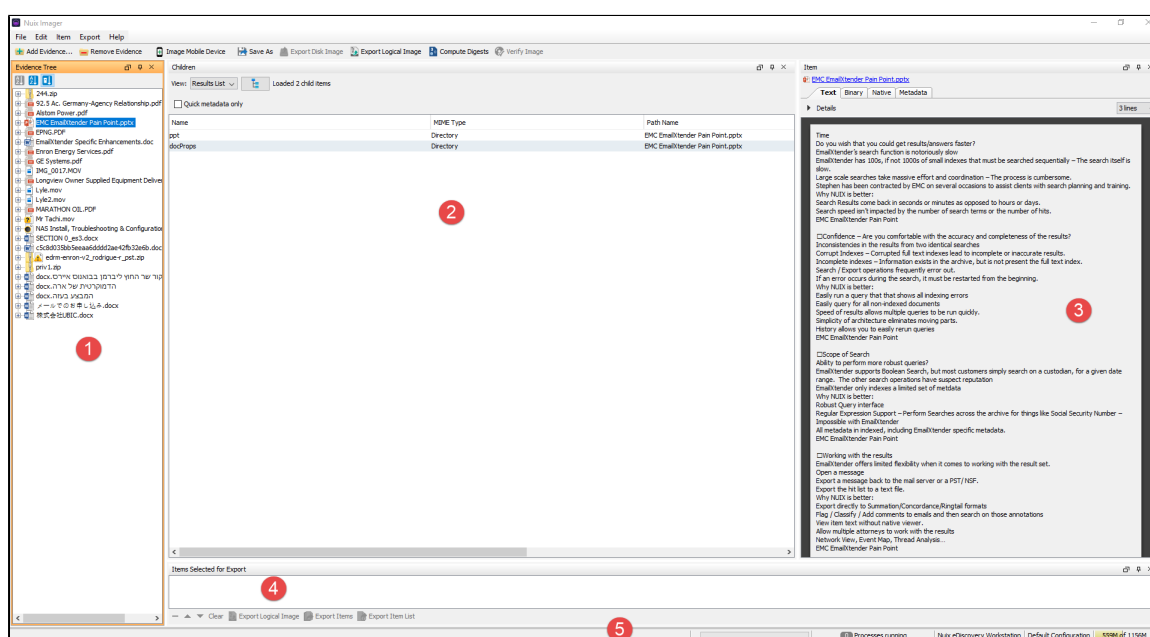 Nuix Imager
File Edit Item Export Help
Add Evidence... Remove Evidence Image Mobile Device Save As Export Disk Image Export Logical Image Compute Digests Verify Image
Evidence Tree
244.zip
92.5 Ac. Germany-Agency Relationship.pdf
Alstom Power.pdf
EMC EmailXtender Pain Point.pptx
EPNG.PDF
EmailXtender Specific Enhancements.doc
Enron Energy Services.pdf
GE Systems.pdf
IMG_0017.MOV
Longview Owner Supplied Equipment Deliver
Lyle.mov
Lyle2.mov
MARATHON OIL.PDF
Mr Tachi.mov
NAS Install, Troubleshooting & Configuratio
SECTION 0_es3.docx
c5c8d035bb5eeaa6dddd2ae42fb32e6b.doc
edrm-enron-v2_rodrigue-r_pst.zip
priv1.zip
קור שר החוץ ליברמן בבואנוס איירס.docx
הדמוקרטית של ארה.docx
המבצע בעזה.docx
メールでのお申し込み.docx
株式会社UBIC.docx
1
Children
View: Results List Loaded 2 child items
Quick metadata only
Name MIME Type Path Name
ppt Directory EMC EmailXtender Pain Point.pptx
docProps Directory EMC EmailXtender Pain Point.pptx
2
Item
EMC EmailXtender Pain Point.pptx
Text Binary Native Metadata
Details 3 lines
Time
Do you wish that you could get results/answers faster?
EmailXtender's search function is notoriously slow
EmailXtender has 100s, if not 1000s of small indexes that must be searched sequentially – The search itself is
slow.
Large scale searches take massive effort and coordination – The process is cumbersome.
Stephen has been contracted by EMC on several occasions to assist clients with search planning and training.
Why NUIX is better:
Search Results come back in seconds or minutes as opposed to hours or days.
Search speed isn't impacted by the number of search terms or the number of hits.
EMC EmailXtender Pain Point
□Confidence – Are you comfortable with the accuracy and completeness of the results?
Inconsistencies in the results from two identical searches
Corrupt Indexes – Corrupted full text indexes lead to incomplete or inaccurate results.
Incomplete indexes – Information exists in the archive, but is not present the full text index.
Search / Export operations frequently error out.
If an error occurs during the search, it must be restarted from the beginning.
Why NUIX is better:
Easily run a query that that shows all indexing errors
Easily query for all non-indexed documents
Speed of results allows multiple queries to be run quickly.
Simplicity of architecture eliminates moving parts.
History allows you to easily rerun queries
EMC EmailXtender Pain Point
3
□Scope of Search
Ability to perform more robust queries?
EmailXtender supports Boolean Search, but most customers simply search on a custodian, for a given date
range. The other search operations have suspect reputation
EmailXtender only indexes a limited set of metdata
Why NUIX is better:
Robust Query interface
Regular Expression Support – Perform Searches across the archive for things like Social Security Number –
Impossible with EmailXtender
All metadata in indexed, including EmailXtender specific metadata.
EMC EmailXtender Pain Point
□Working with the results
EmailXtender offers limited flexibility when it comes to working with the result set.
Open a message
Export a message back to the mail server or a PST/NSF.
Export the hit list to a text file.
Why NUIX is better:
Export directly to Summation/Concordance/Ringtail formats
Flag / Classify / Add comments to emails and then search on those annotations
View item text without native viewer.
Allow multiple attorneys to work with the results
Network View, Event Map, Thread Analysis...
EMC EmailXtender Pain Point
Items Selected for Export
4
Clear Export Logical Image Export Items Export Item List
5
Processes running Nuix eDiscovery Workstation Default Configuration 559M of 1156M